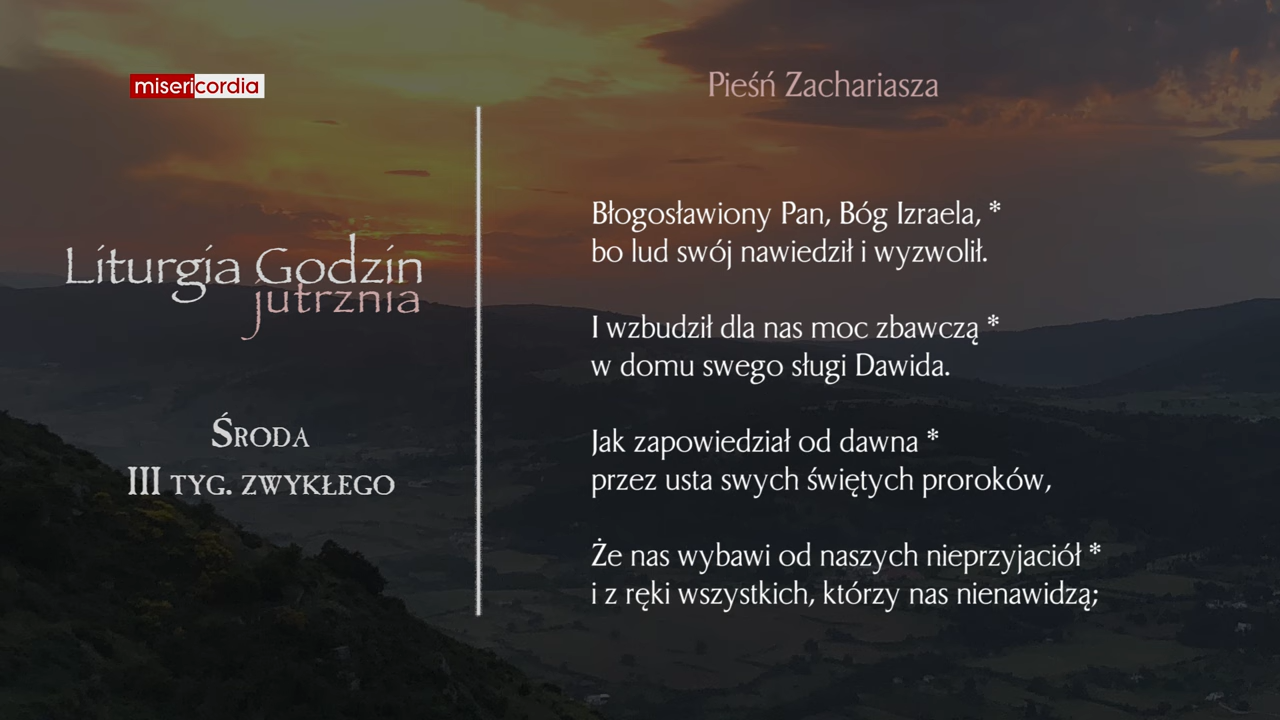 misericordia
Liturgia Godzin
jutrznia
Środa
III tyg. zwykłego
Pieśń Zachariasza
Błogosławiony Pan, Bóg Izraela, *
bo lud swój nawiedził i wyzwolił.
I wzbudził dla nas moc zbawczą *
w domu swego sługi Dawida.
Jak zapowiedział od dawna *
przez usta swych świętych proroków,
Że nas wybawi od naszych nieprzyjaciół *
i z ręki wszystkich, którzy nas nienawidzą;